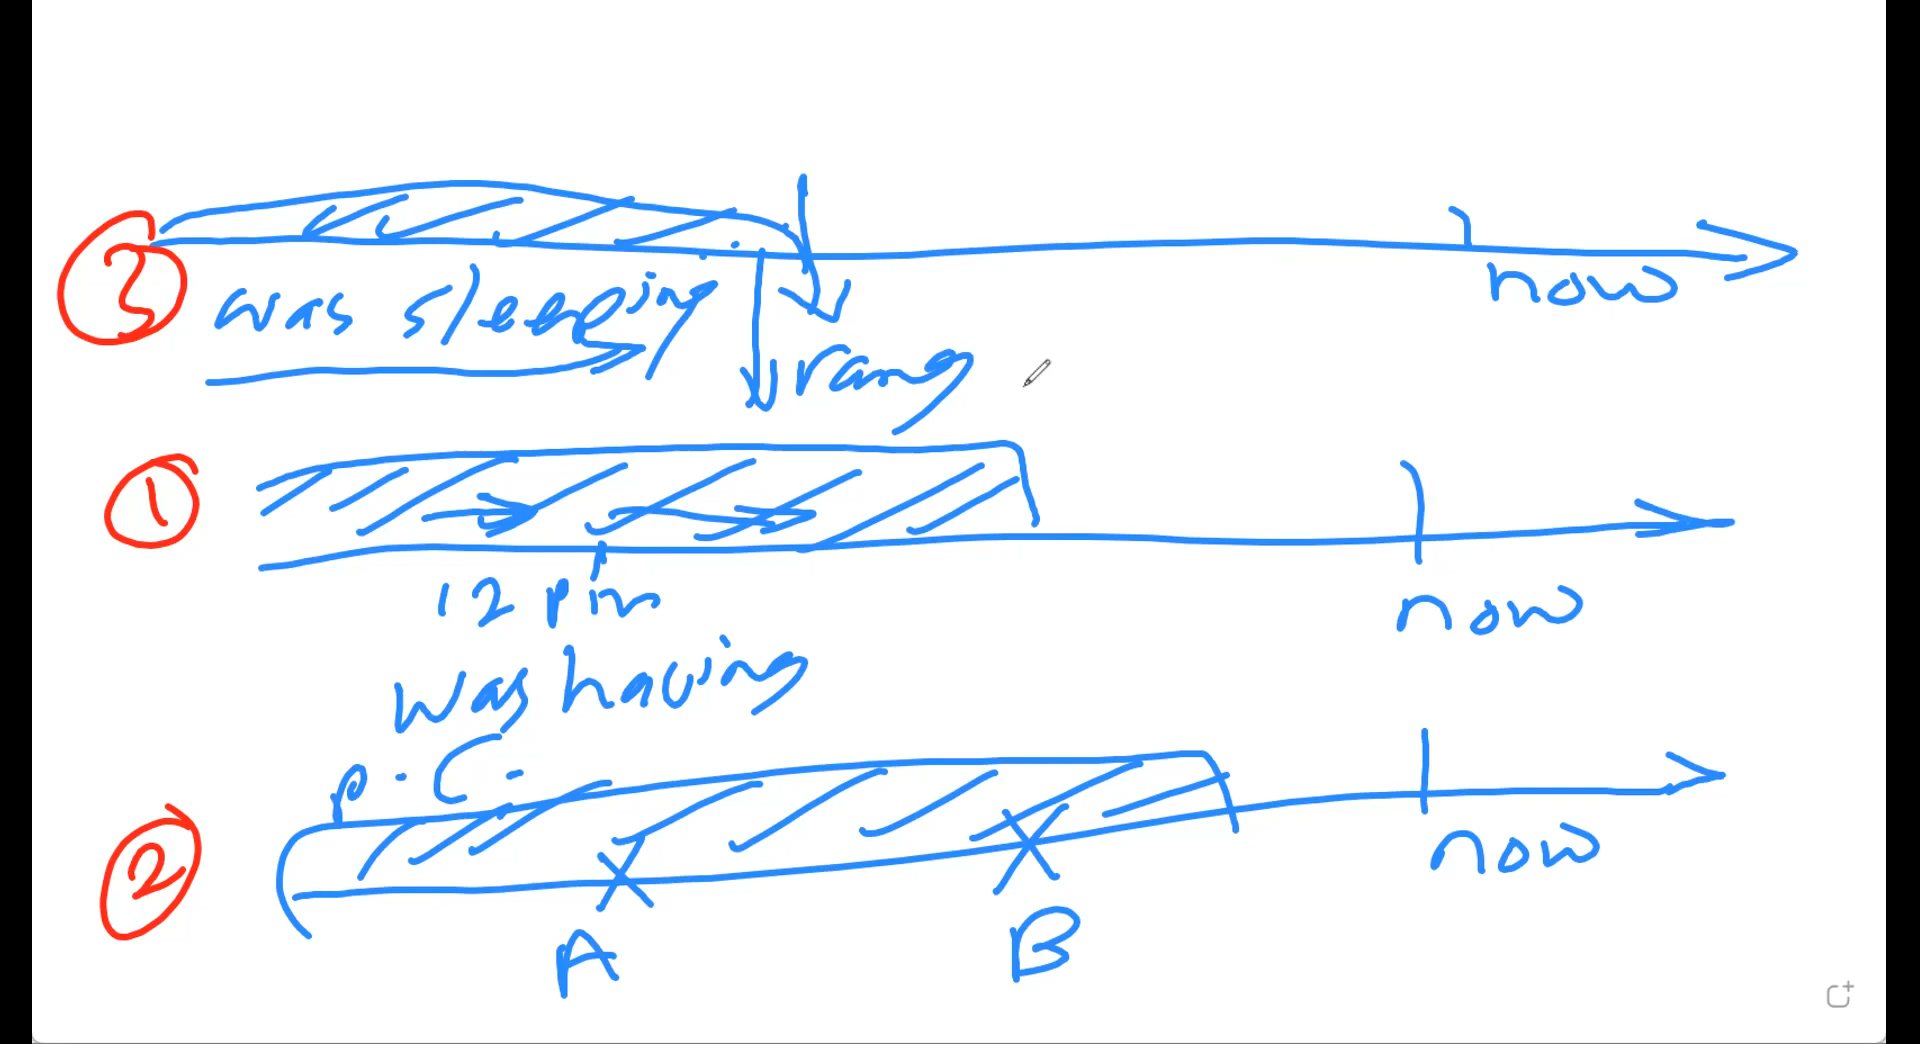 3
now
was sleeping
rang
1
12 pm
now
was having
P.C.
2
now
A
B